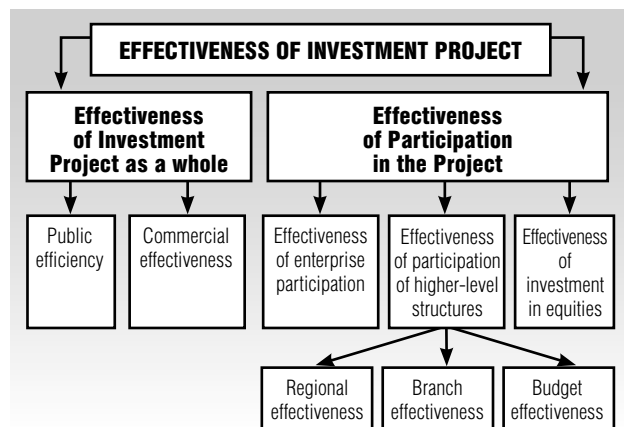 EFFECTIVENESS OF INVESTMENT PROJECT
Effectiveness
of Investment
Project as a whole
Effectiveness
of Participation
in the Project
Public
efficiency
Commercial
effectiveness
Effectiveness
of enterprise
participation
Effectiveness
of participation
of higher-level
structures
Effectiveness
of
investment
in equities
Regional
effectiveness
Branch
effectiveness
Budget
effectiveness